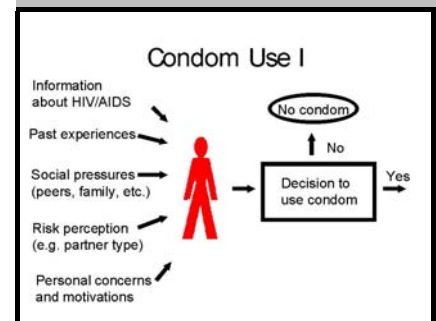 Condom Use I
Information
about HIV/AIDS
Past experiences
Social pressures
(peers, family, etc.)
Risk perception
(e.g. partner type)
Personal concerns
and motivations
No condom
No
Decision to
use condom
Yes